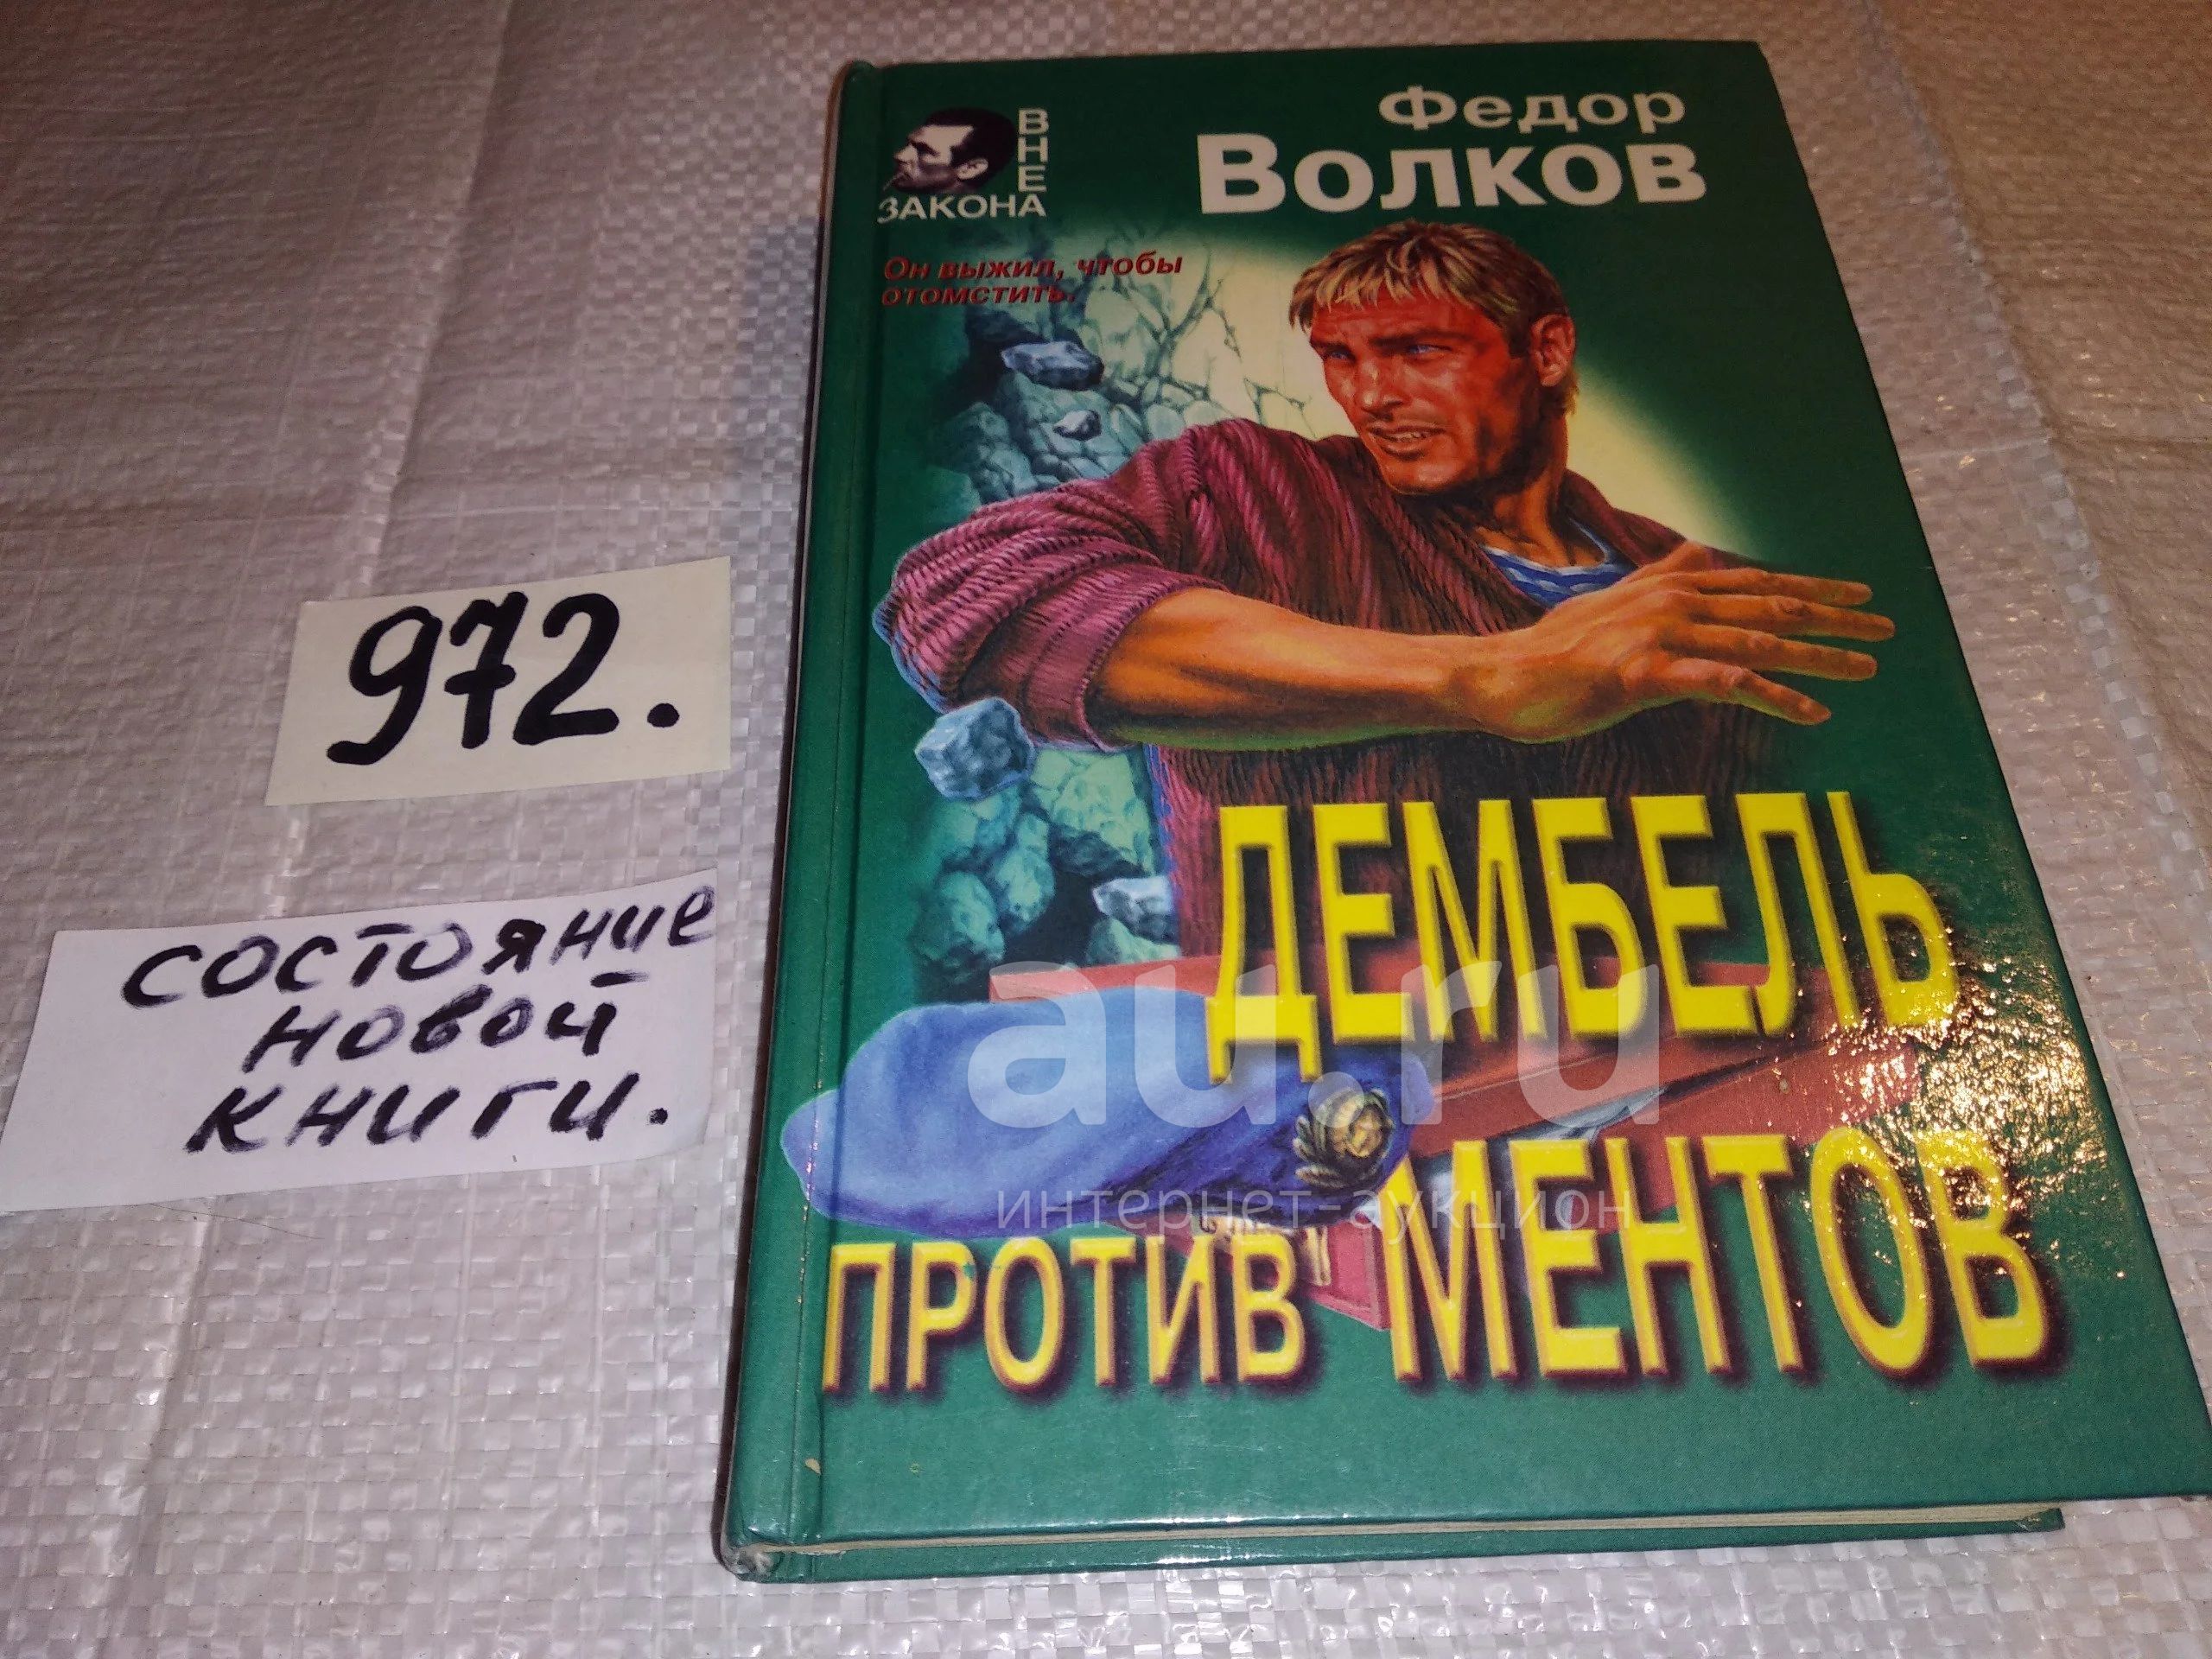 Федор
Волков
ВНЕ
ЗАКОНА
Он выжил, чтобы
отомстить.
972.
состояние
новой
книги.
ДЕМБЕЛЬ
ПРОТИВ МЕНТОВ
au.ru
интернет-аукцион